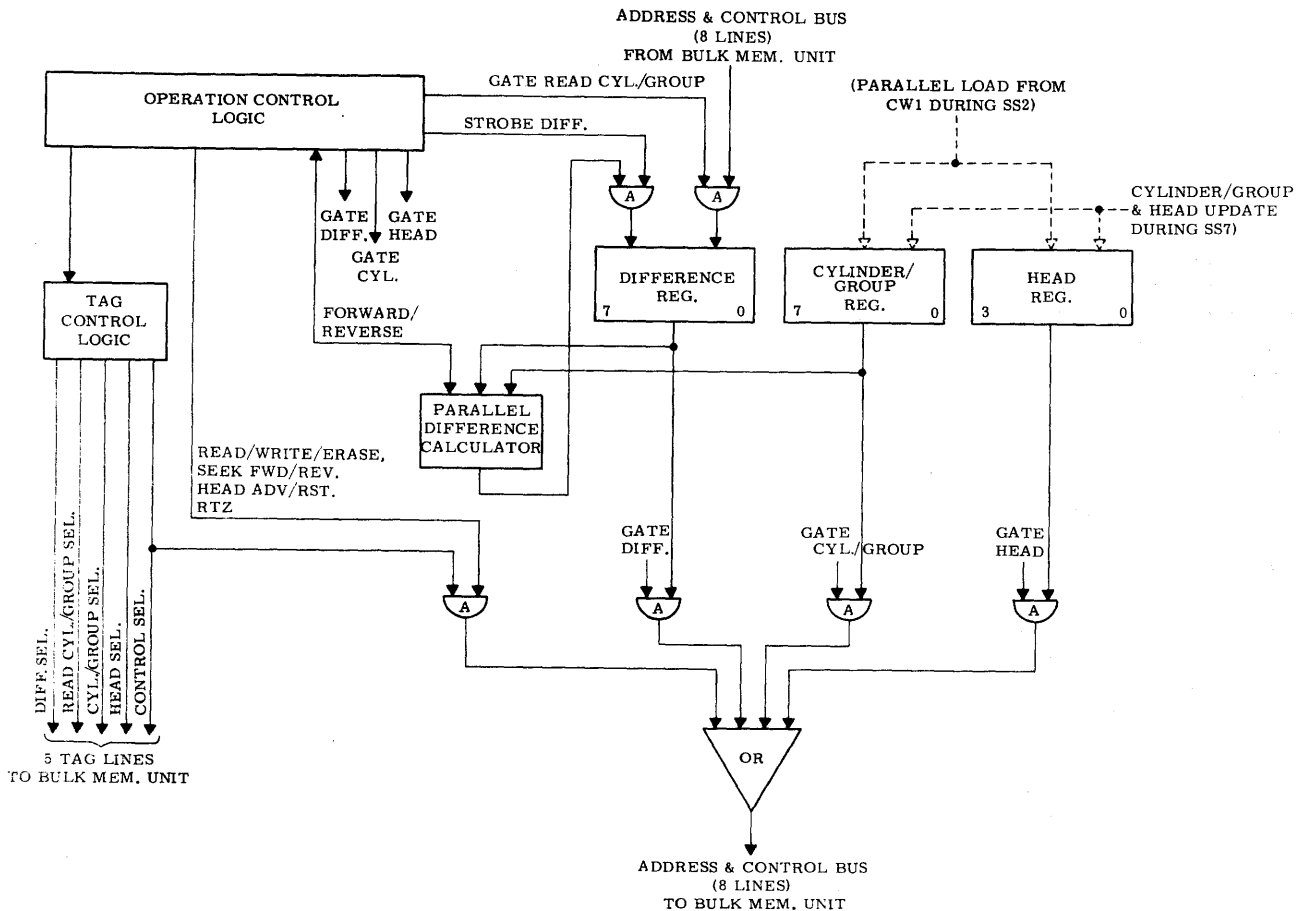 ADDRESS & CONTROL BUS
(8 LINES)
FROM BULK MEM. UNIT
GATE READ CYL./GROUP
(PARALLEL LOAD FROM
CW1 DURING SS2)
OPERATION CONTROL
LOGIC
STROBE DIFF.
A
A
CYLINDER/GROUP
& HEAD UPDATE
DURING SS7)
GATE
DIFF.
GATE
HEAD
GATE
CYL.
DIFFERENCE
REG.
7
0
CYLINDER/
GROUP
REG.
7
0
HEAD
REG.
3
0
TAG
CONTROL
LOGIC
FORWARD/
REVERSE
PARALLEL
DIFFERENCE
CALCULATOR
READ/WRITE/ERASE,
SEEK FWD/REV.
HEAD ADV/RST.
RTZ
GATE
DIFF.
GATE
CYL./GROUP
GATE
HEAD
A
A
A
A
DIFF. SEL.
READ CYL./GROUP SEL.
CYL./GROUP SEL.
HEAD SEL.
CONTROL SEL.
5 TAG LINES
TO BULK MEM. UNIT
OR
ADDRESS & CONTROL BUS
(8 LINES)
TO BULK MEM. UNIT